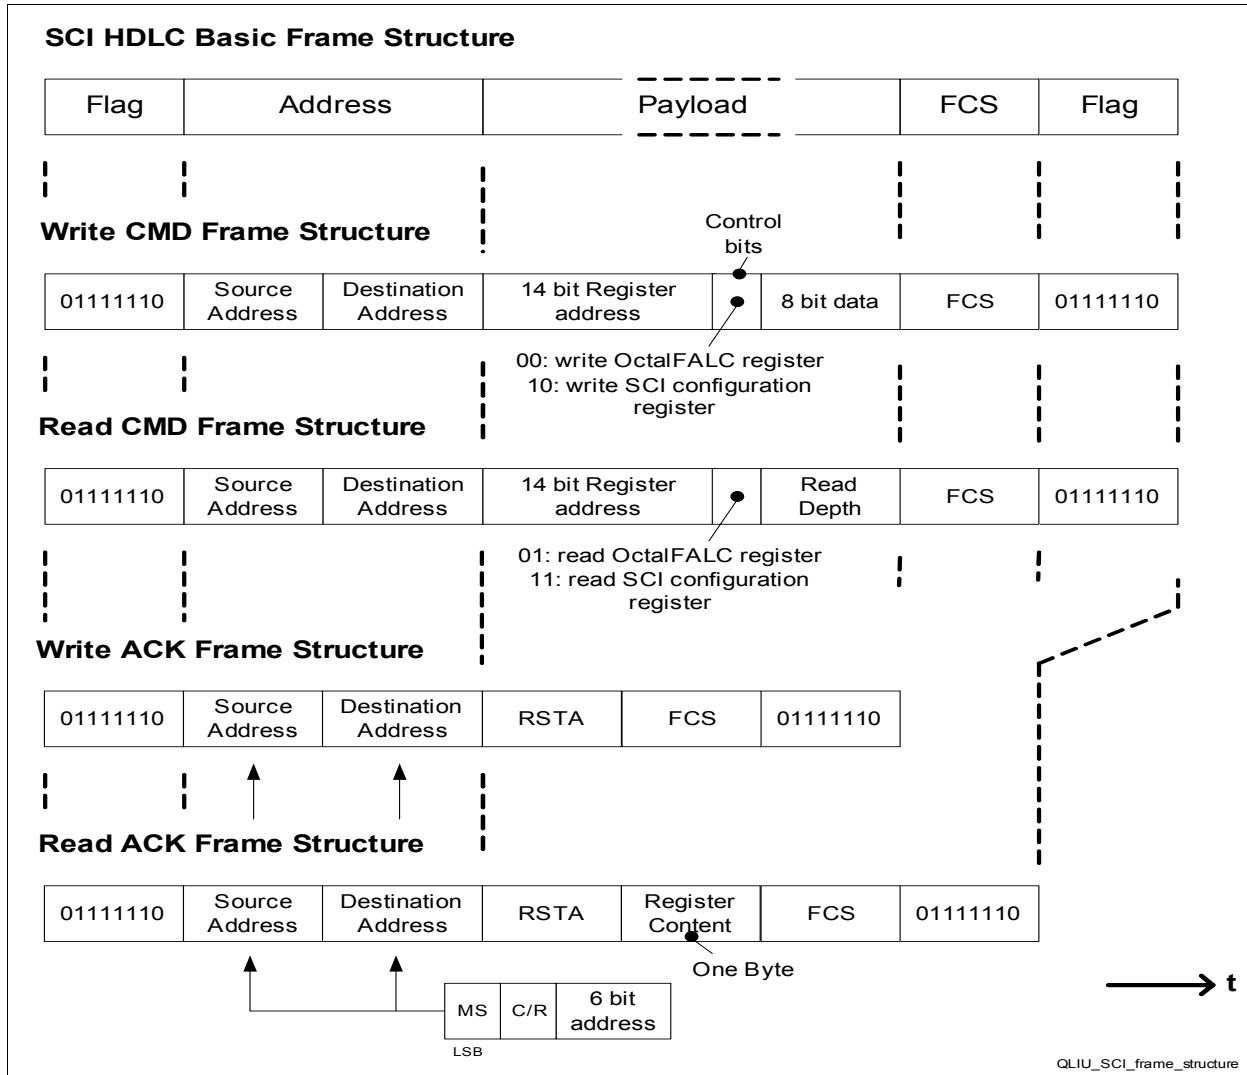 SCI HDLC Basic Frame Structure
Flag Address Payload FCS Flag
Write CMD Frame Structure
Control
bits
01111110 Source Address Destination Address 14 bit Register address 8 bit data FCS 01111110
00: write OctalFALC register
10: write SCI configuration
register
Read CMD Frame Structure
01111110 Source Address Destination Address 14 bit Register address Read Depth FCS 01111110
01: read OctalFALC register
11: read SCI configuration
register
Write ACK Frame Structure
01111110 Source Address Destination Address RSTA FCS 01111110
Read ACK Frame Structure
01111110 Source Address Destination Address RSTA Register Content FCS 01111110
One Byte
t
MS C/R 6 bit address
LSB
QLIU_SCI_frame_structure